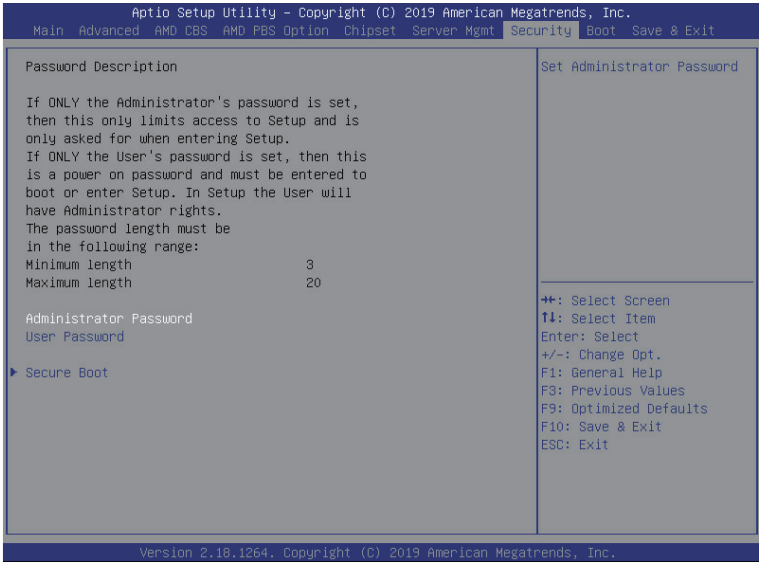 Aptio Setup Utility – Copyright (C) 2019 American Megatrends, Inc.
Main Advanced AMD CBS AMD PBS Option Chipset Server Mgmt Security Boot Save & Exit
Password Description
If ONLY the Administrator's password is set,
then this only limits access to Setup and is
only asked for when entering Setup.
If ONLY the User's password is set, then this
is a power on password and must be entered to
boot or enter Setup. In Setup the User will
have Administrator rights.
The password length must be
in the following range:
Minimum length 3
Maximum length 20
Administrator Password
User Password
Secure Boot
Set Administrator Password
→←: Select Screen
↑↓: Select Item
Enter: Select
+/-: Change Opt.
F1: General Help
F3: Previous Values
F9: Optimized Defaults
F10: Save & Exit
ESC: Exit
Version 2.18.1264. Copyright (C) 2019 American Megatrends, Inc.